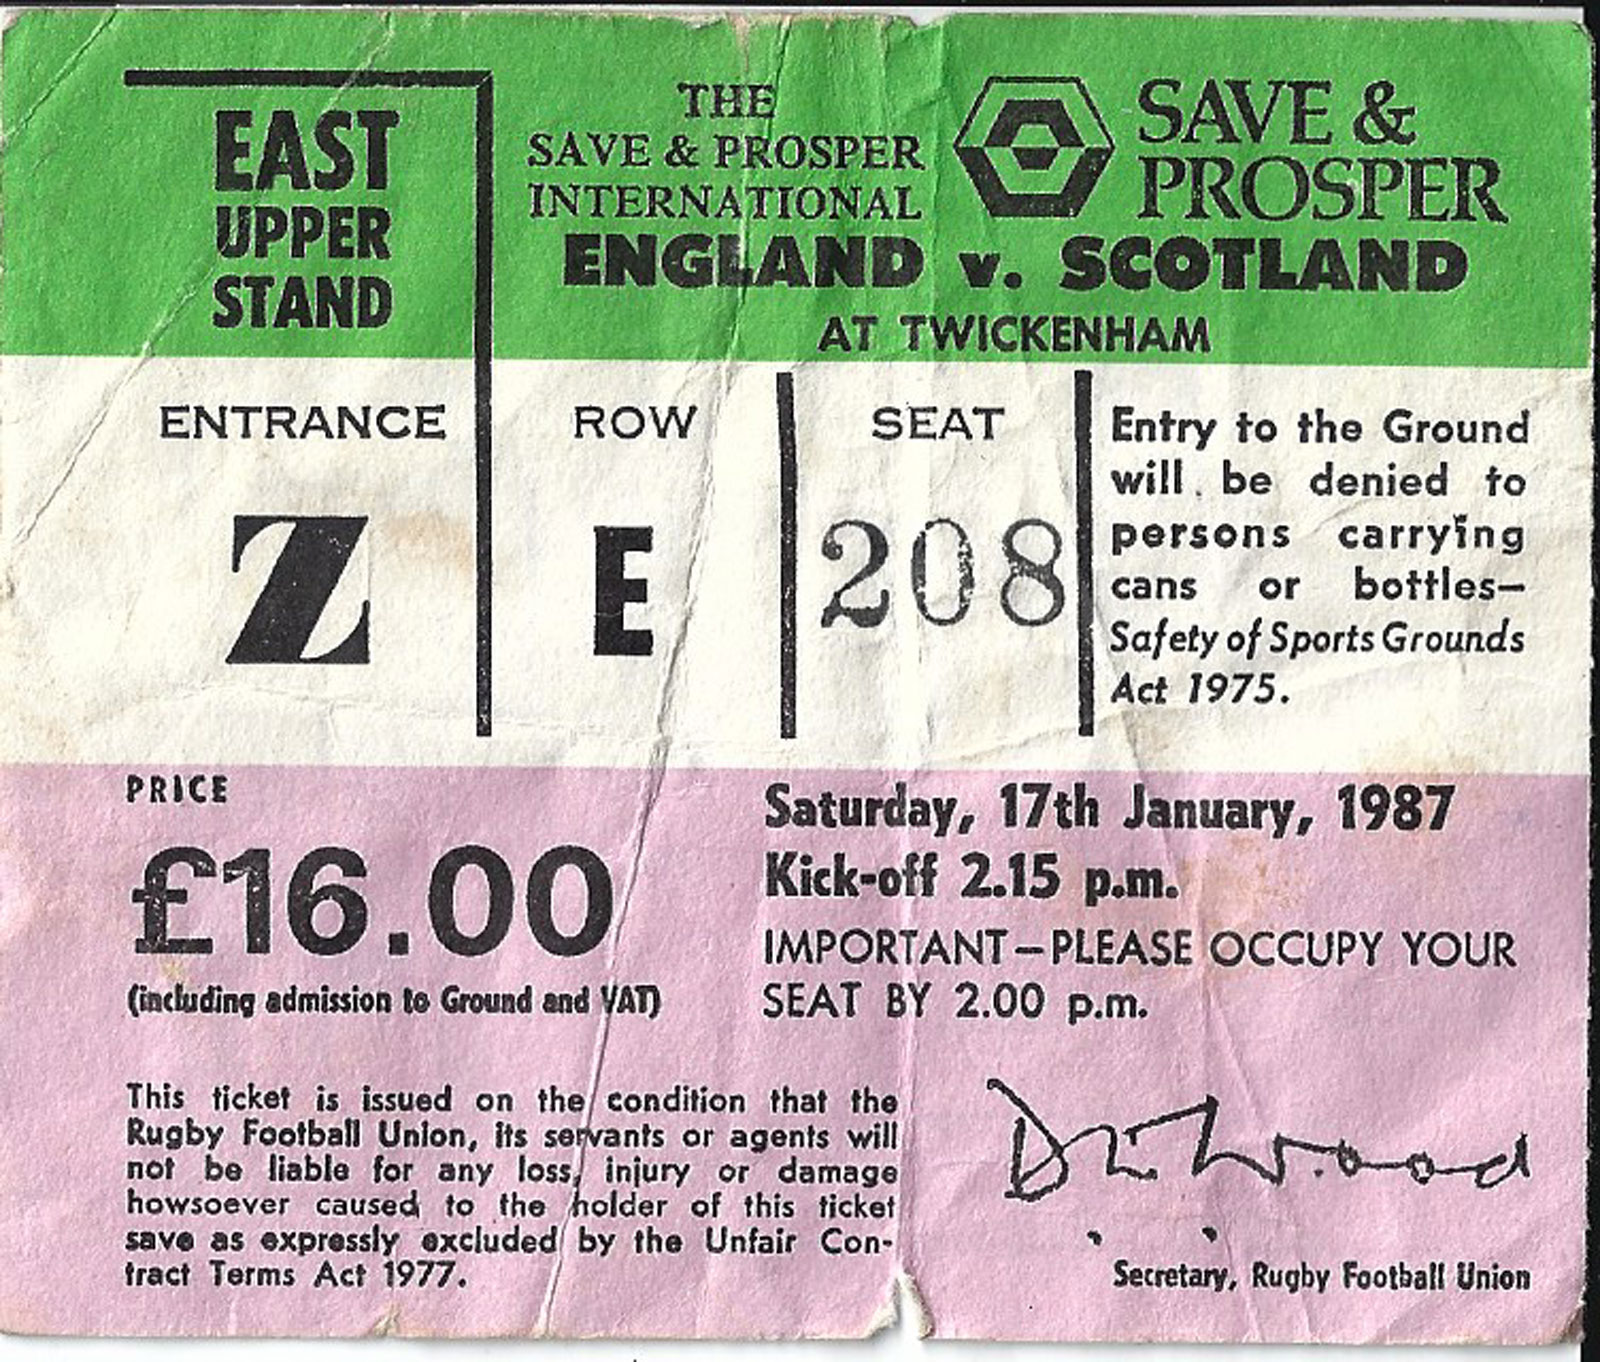 EAST
UPPER
STAND
THE
SAVE & PROSPER
INTERNATIONAL
SAVE &
PROSPER
ENGLAND v. SCOTLAND
AT TWICKENHAM
ENTRANCE
Z
ROW
E
SEAT
208
Entry to the Ground
will be denied to
persons carrying
cans or bottles—
Safety of Sports Grounds
Act 1975.
PRICE
£16.00
(including admission to Ground and VAT)
Saturday, 17th January, 1987
Kick-off 2.15 p.m.
IMPORTANT—PLEASE OCCUPY YOUR
SEAT BY 2.00 p.m.
This ticket is issued on the condition that the
Rugby Football Union, its servants or agents will
not be liable for any loss, injury or damage
howsoever caused to the holder of this ticket
save as expressly excluded by the Unfair Con-
tract Terms Act 1977.
Wood
Secretary, Rugby Football Union